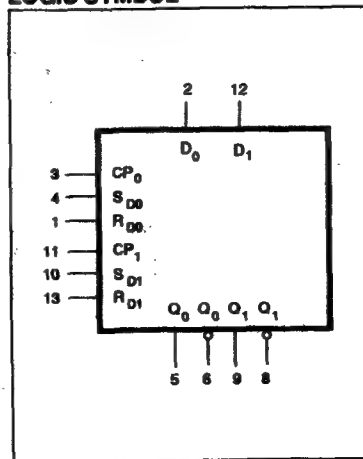 LOGIC SYMBOL
2 12
D0 D1
3 CP0
4 SD0
1 RD0
11 CP1
10 SD1
13 RD1
Q0 Q0 Q1 Q1
5 6 9 8